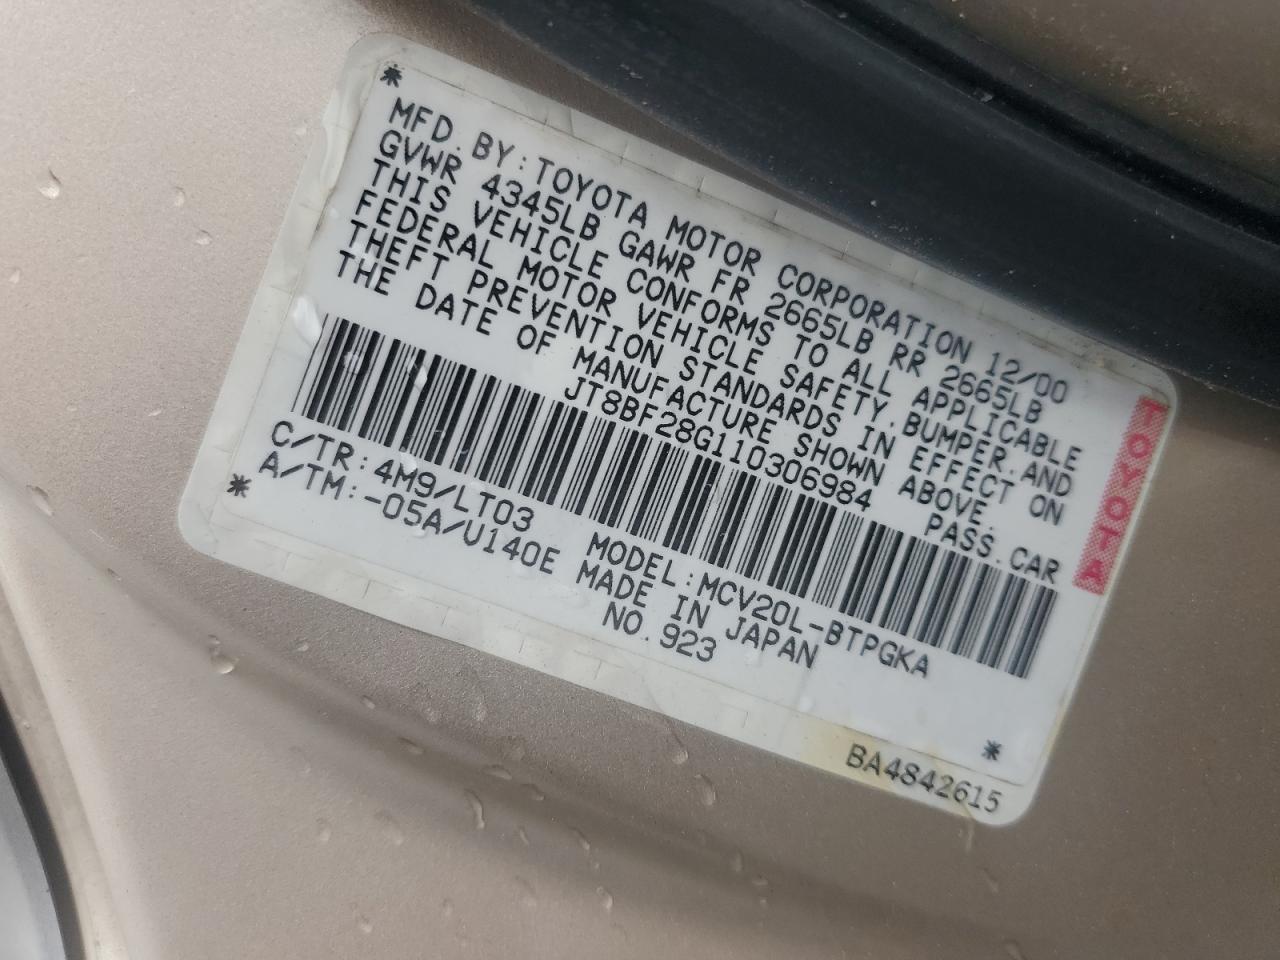 *
MFD. BY: TOYOTA MOTOR CORPORATION 12/00
GVWR 4345LB GAWR FR 2665LB RR 2665LB
THIS VEHICLE CONFORMS TO ALL APPLICABLE
FEDERAL MOTOR VEHICLE SAFETY, BUMPER, AND
THEFT PREVENTION STANDARDS IN EFFECT ON
THE DATE OF MANUFACTURE SHOWN ABOVE.
JT8BF28G110306984 PASS. CAR
TOYOTA
C/TR: 4M9/LT03 MODEL: MCV20L-BTPGKA
A/TM: -05A/U140E MADE IN JAPAN
* NO. 923 *
BA4842615